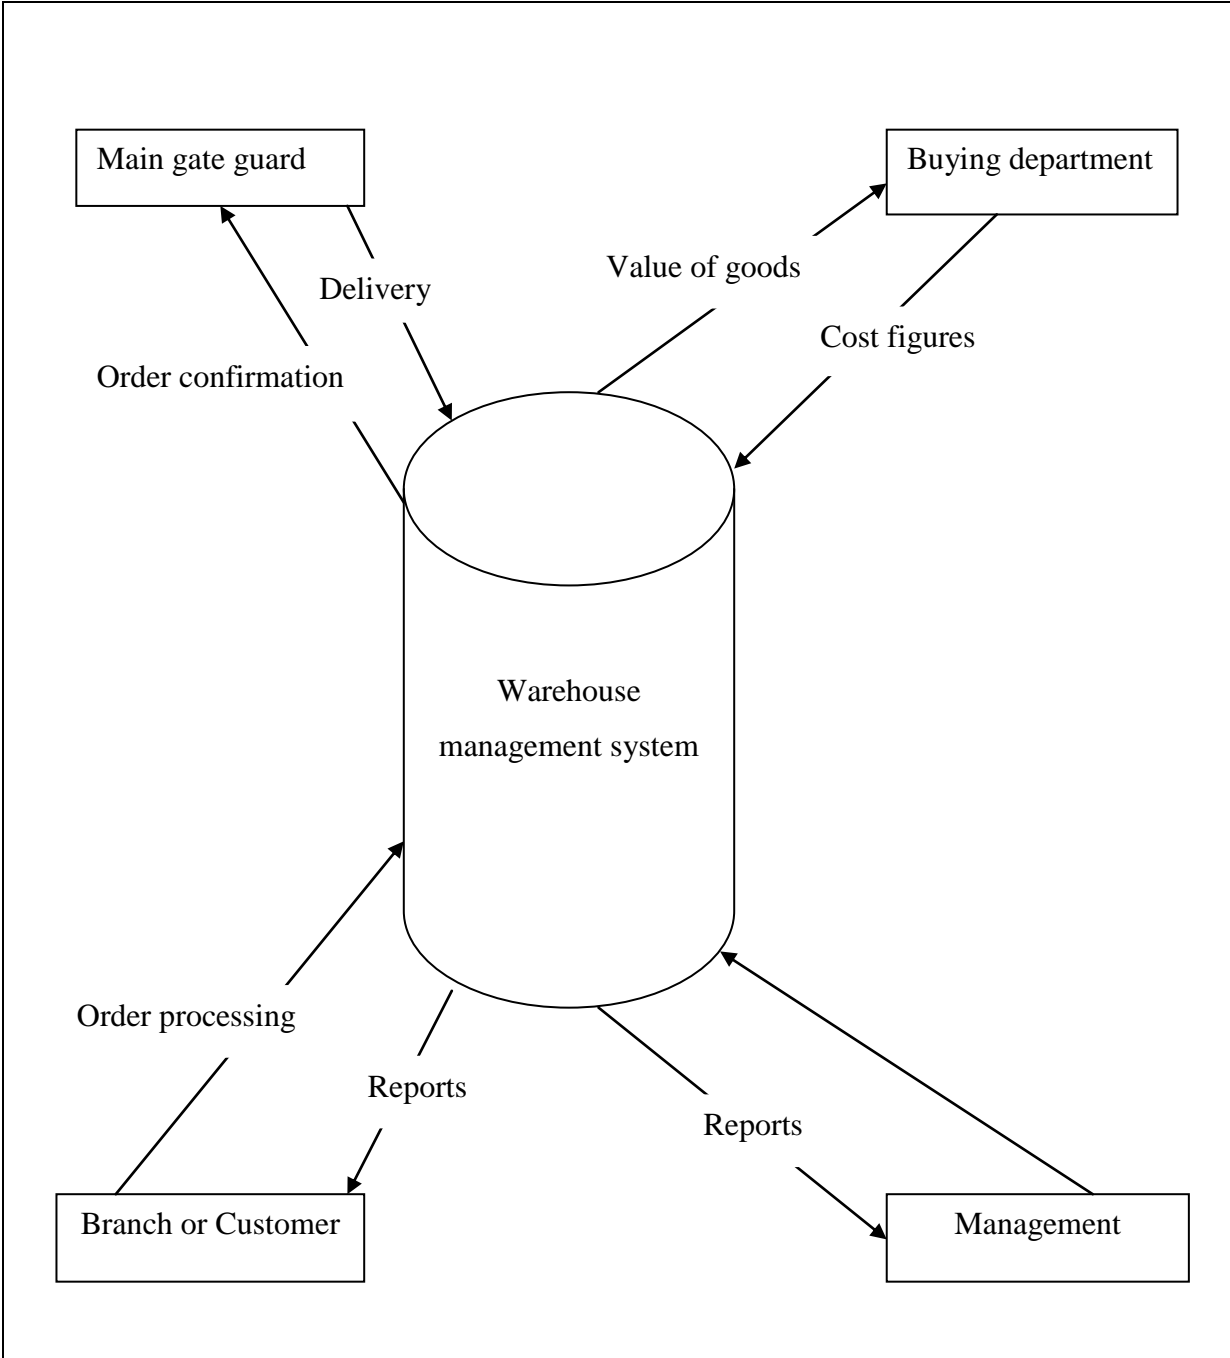 Main gate guard
Buying department
Value of goods
Delivery
Cost figures
Order confirmation
Warehouse
management system
Order processing
Reports
Reports
Branch or Customer
Management